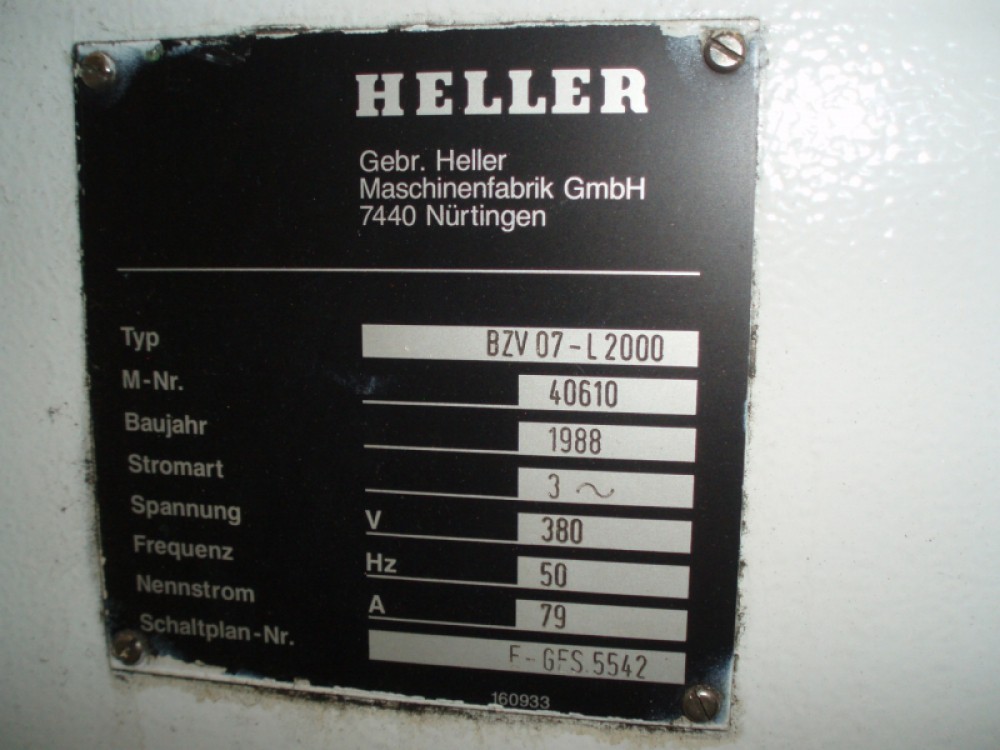 HELLER
Gebr. Heller
Maschinenfabrik GmbH
7440 Nürtingen
Typ BZV 07-L 2000
M-Nr. 40610
Baujahr 1988
Stromart 3 ~
Spannung V 380
Frequenz Hz 50
Nennstrom A 79
Schaltplan-Nr. E-GFS.5542
160933